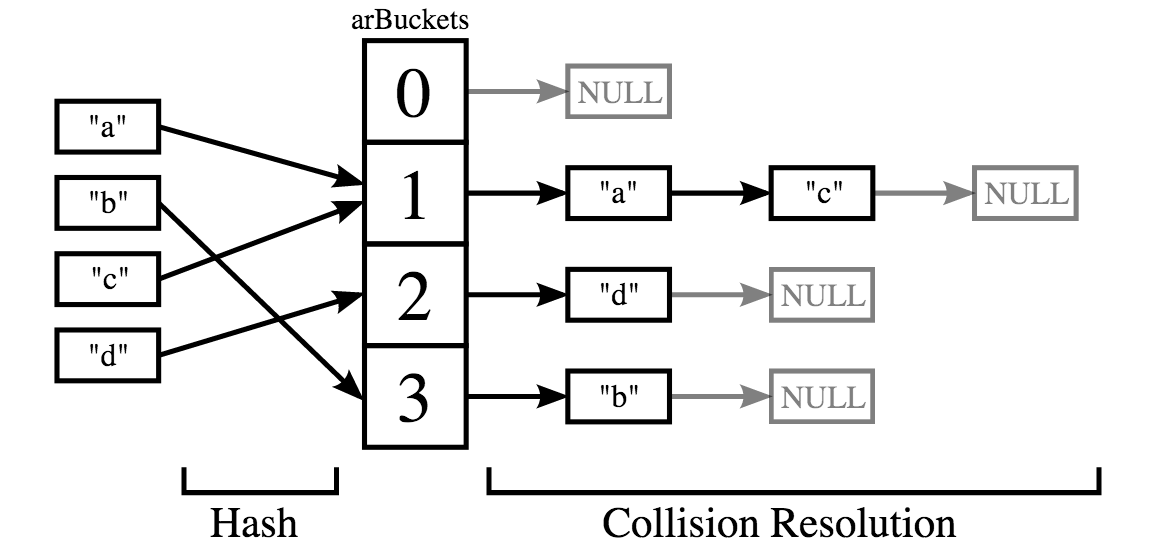 arBuckets
"a"
"b"
"c"
"d"
0
NULL
1
"a"
"c"
NULL
2
"d"
NULL
3
"b"
NULL
Hash
Collision Resolution